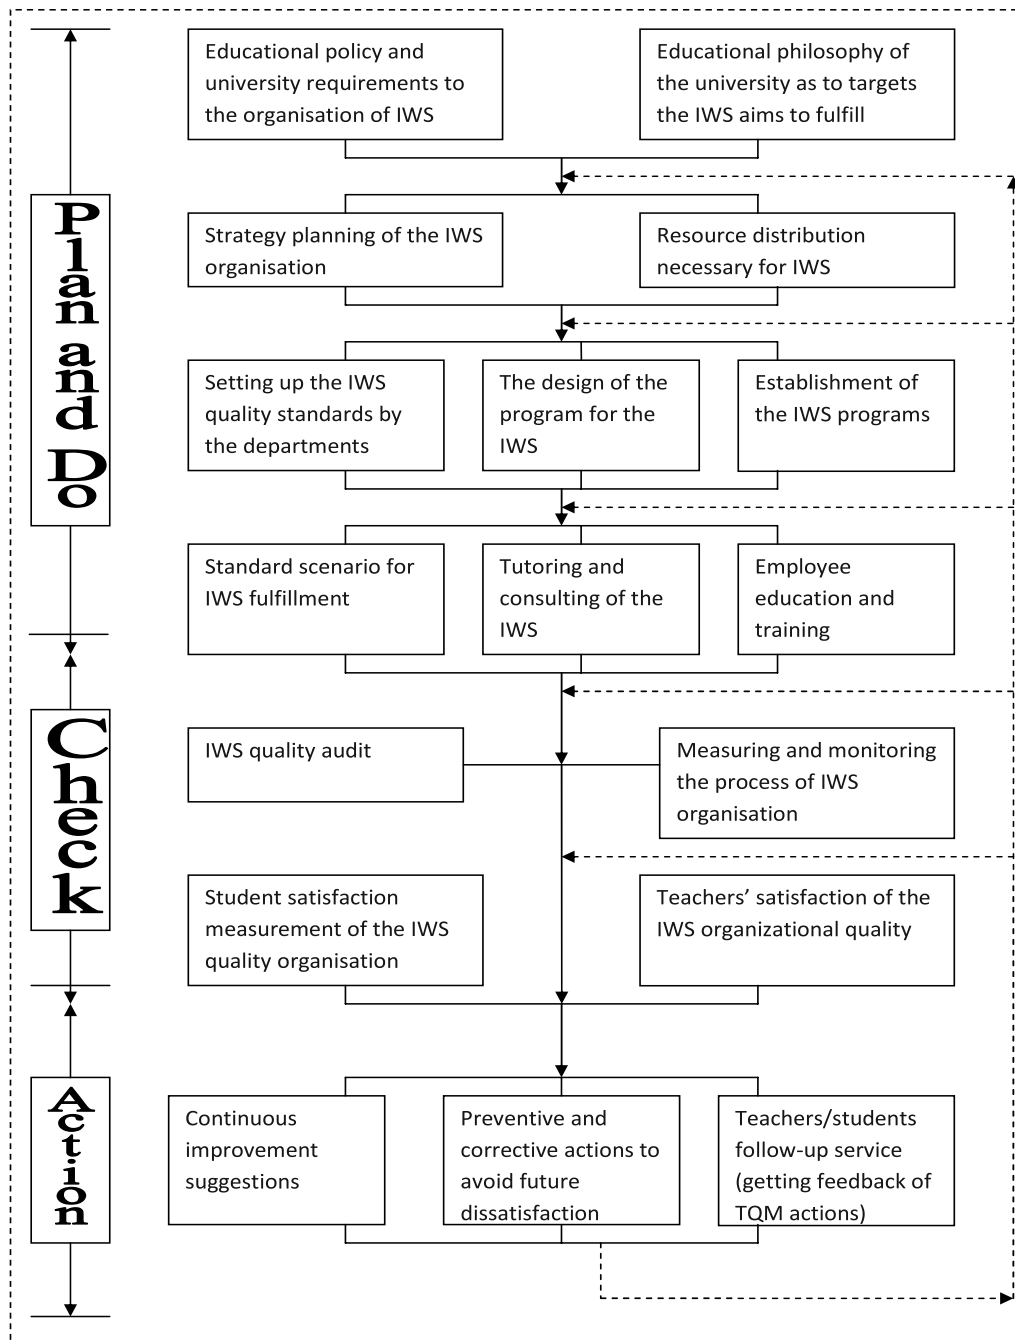 Educational policy and
university requirements to
the organisation of IWS
Educational philosophy of
the university as to targets
the IWS aims to fulfill
Plan and Do
Strategy planning of the IWS
organisation
Resource distribution
necessary for IWS
Setting up the IWS
quality standards by
the departments
The design of the
program for the
IWS
Establishment of
the IWS programs
Standard scenario for
IWS fulfillment
Tutoring and
consulting of the
IWS
Employee
education and
training
Check
IWS quality audit
Measuring and monitoring
the process of IWS
organisation
Student satisfaction
measurement of the IWS
quality organisation
Teachers’ satisfaction of the
IWS organizational quality
Action
Continuous
improvement
suggestions
Preventive and
corrective actions to
avoid future
dissatisfaction
Teachers/students
follow-up service
(getting feedback of
TQM actions)